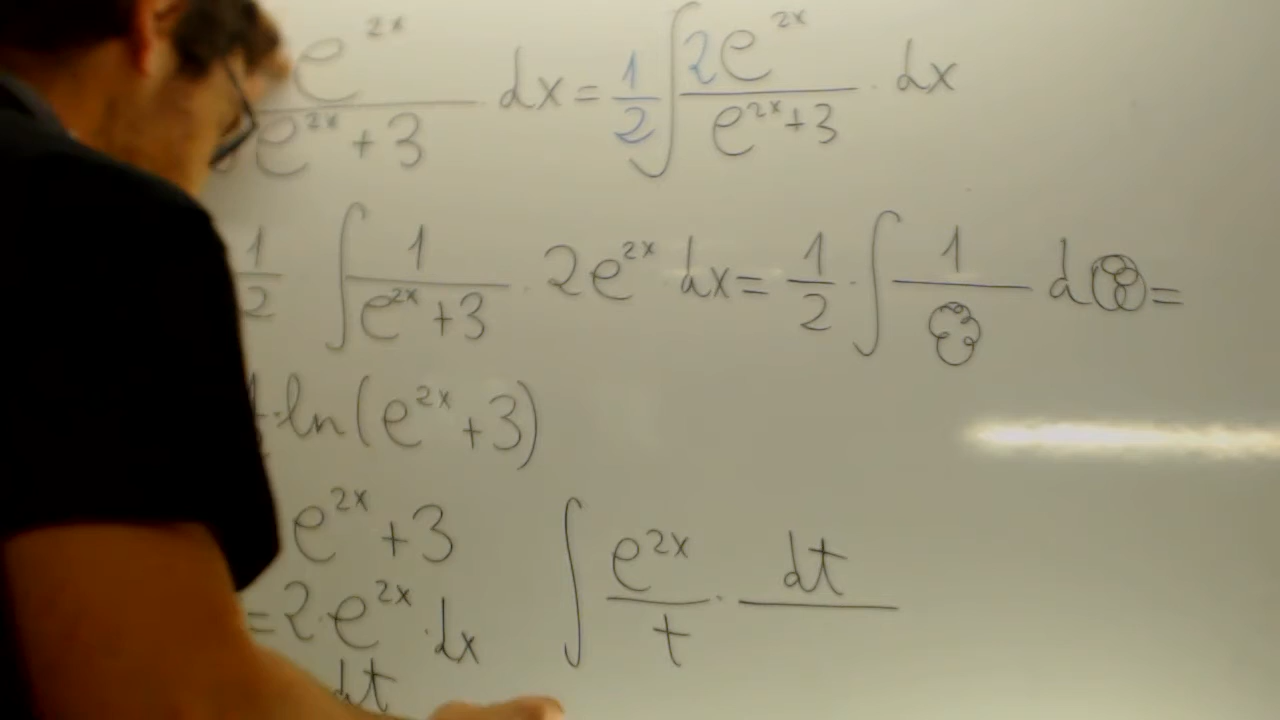 e^{2x} / e^{2x} + 3 dx = 1/2 ∫ 2e^{2x} / e^{2x} + 3 · dx
1/2 ∫ 1 / e^{2x} + 3 · 2e^{2x} dx = 1/2 · ∫ 1 / d =
· ln(e^{2x} + 3)
e^{2x} + 3
= 2 · e^{2x} · dx
dt
∫ e^{2x} / t · dt /